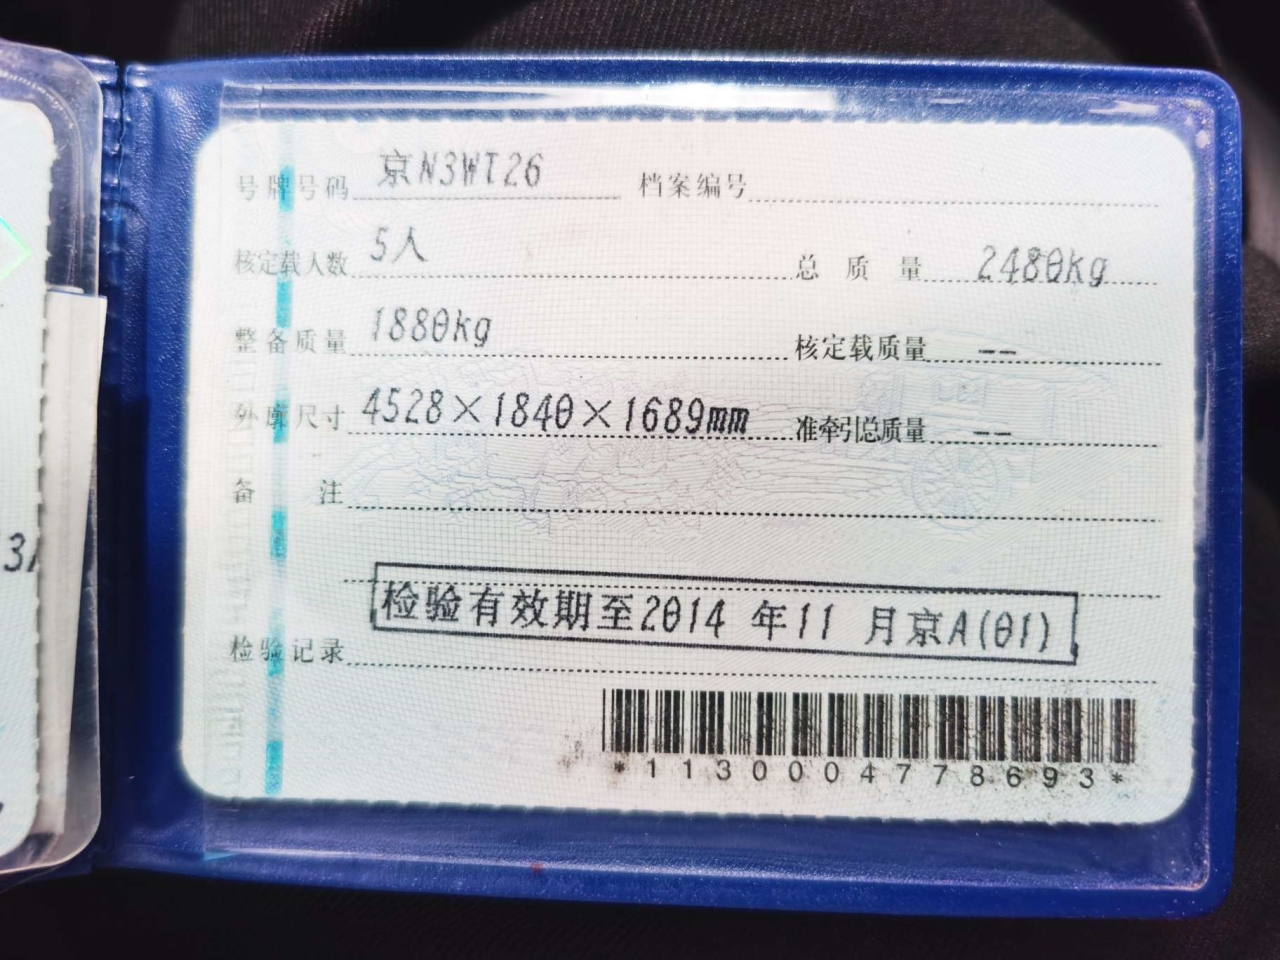 号牌号码 京N3WT26 档案编号
核定载人数 5人 总质量 2480kg
整备质量 1880kg 核定载质量 --
外廓尺寸 4528×1840×1689mm 准牵引总质量 --
备注
检验有效期至2014 年11 月京A(01)
检验记录
*1130004778693*